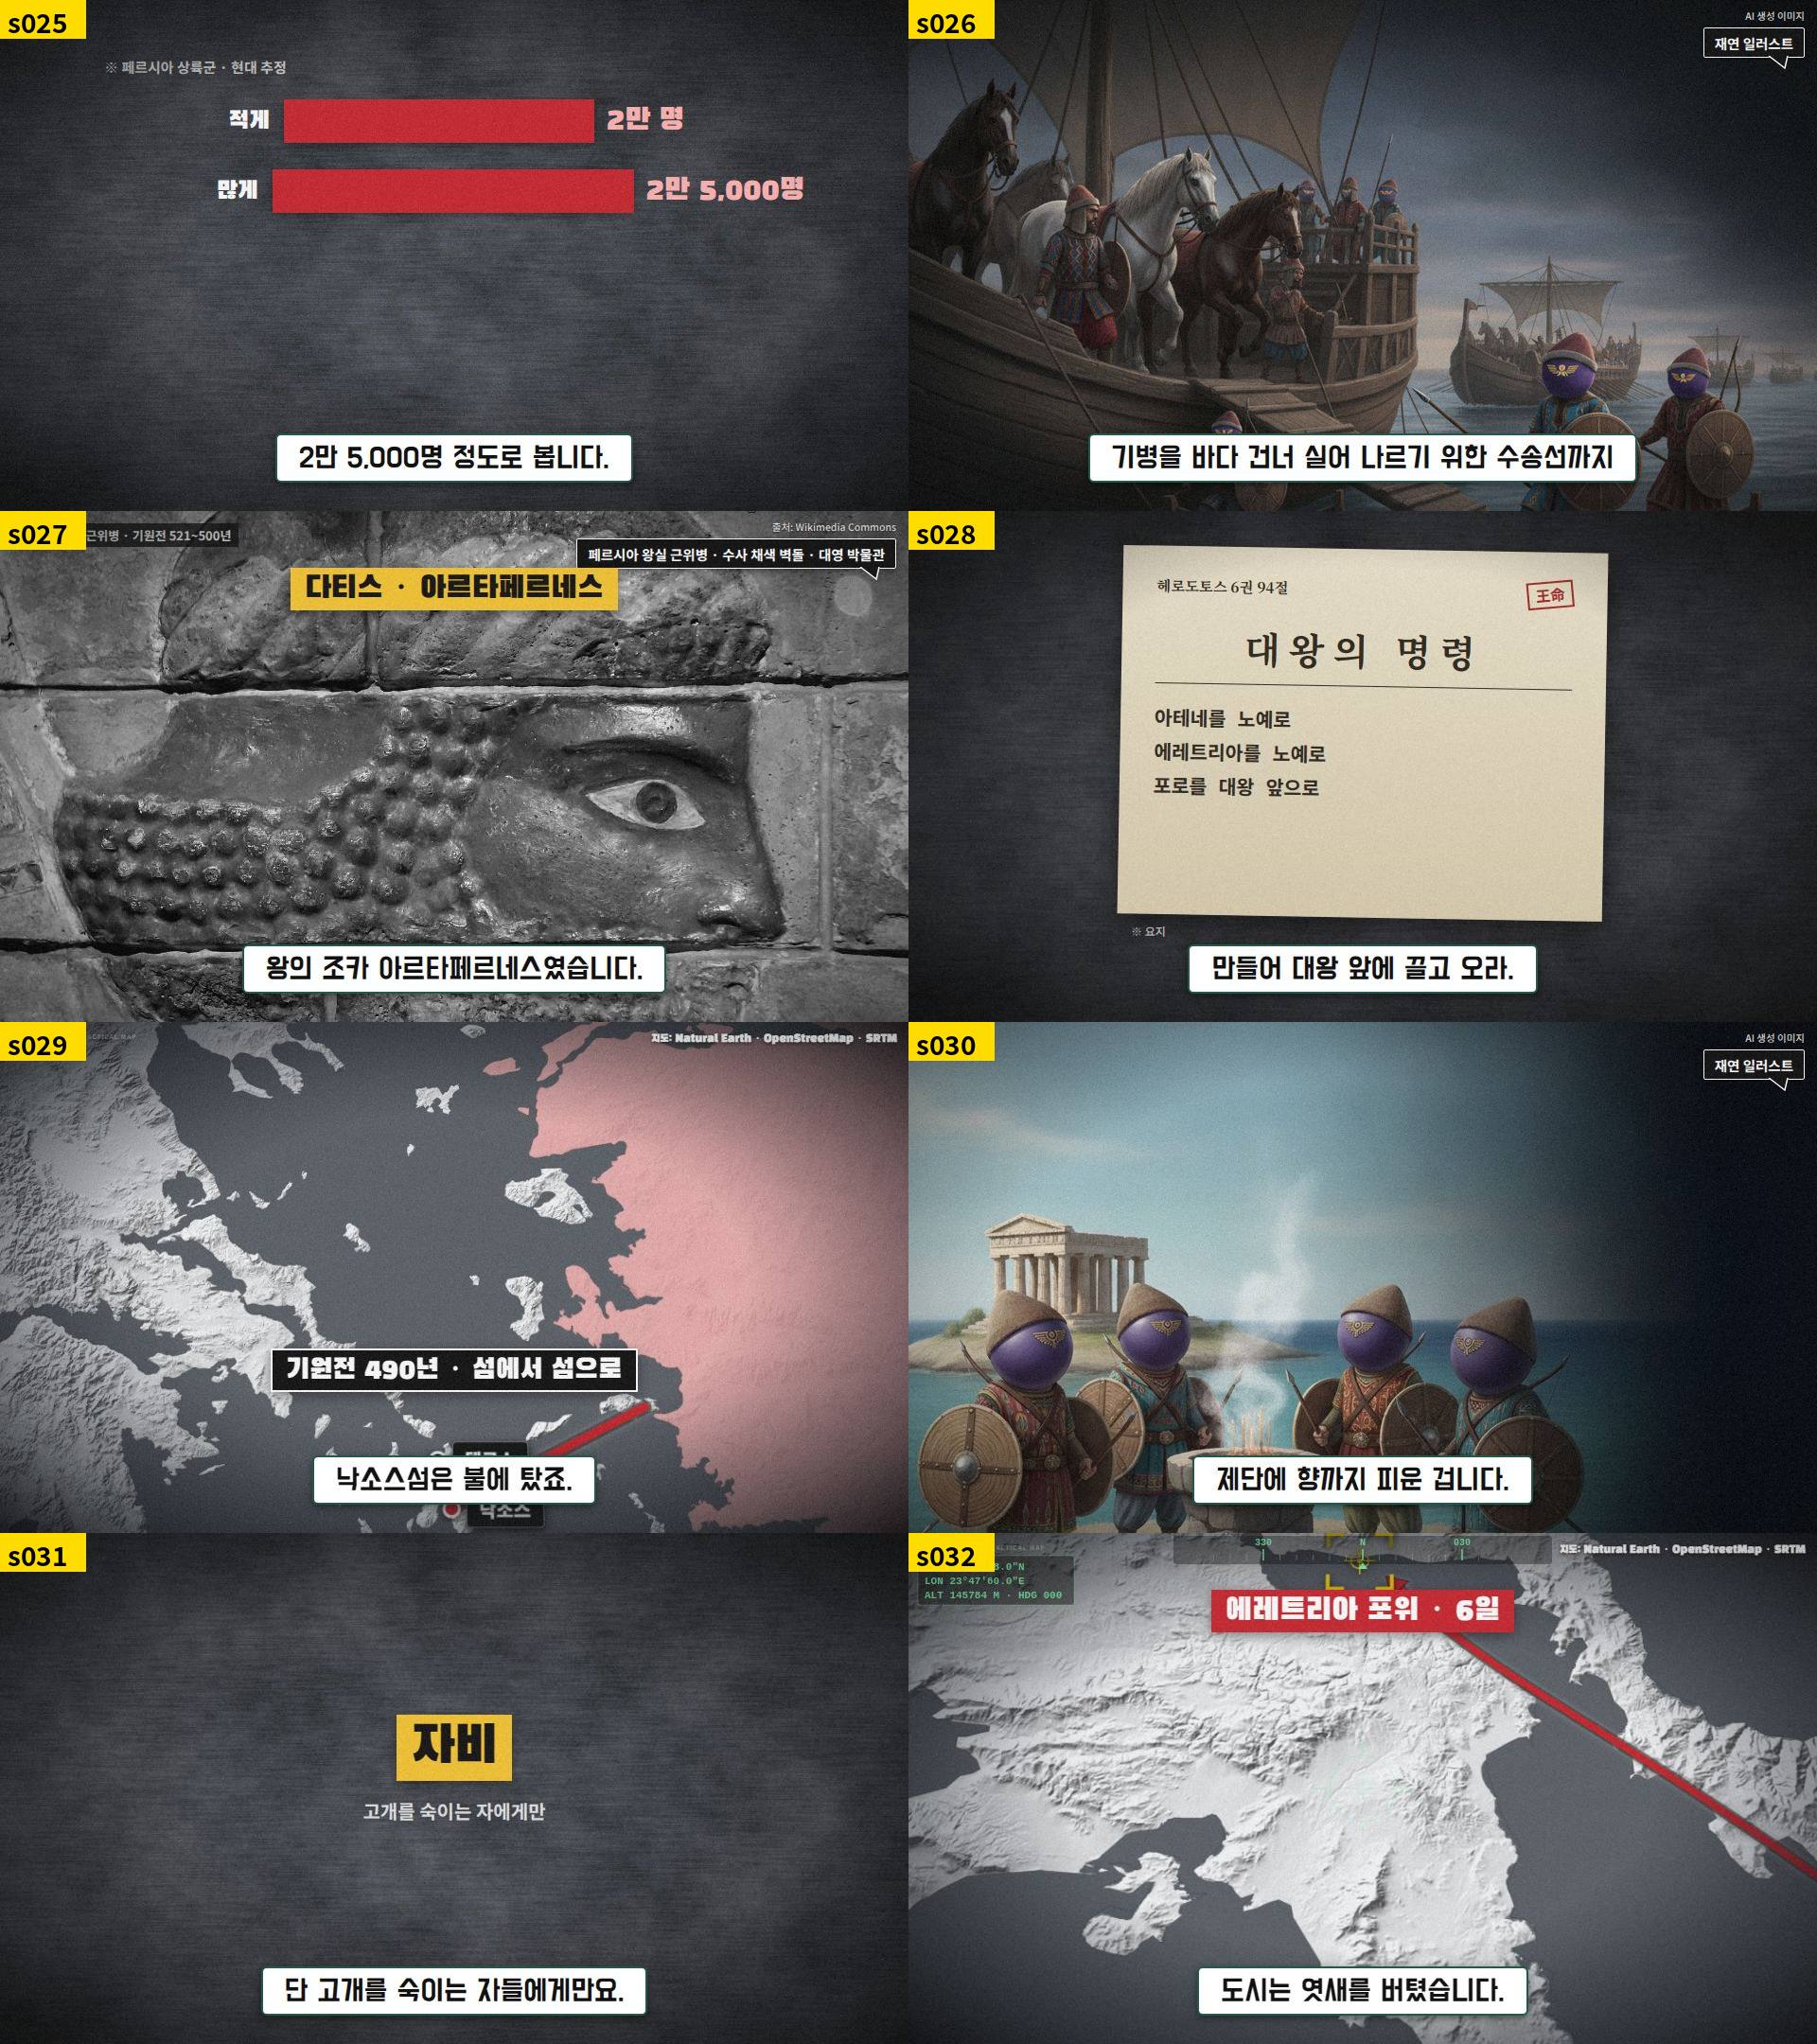 s025
※ 페르시아 상륙군 · 현대 추정
적게 2만 명
많게 2만 5,000명
2만 5,000명 정도로 봅니다.
s026
AI 생성 이미지
재연 일러스트
기병을 바다 건너 실어 나르기 위한 수송선까지
s027
근위병 · 기원전 521~500년
출처: Wikimedia Commons
페르시아 왕실 근위병 · 수사 채색 벽돌 · 대영 박물관
다티스 · 아르타페르네스
왕의 조카 아르타페르네스였습니다.
s028
헤로도토스 6권 94절
王命
대왕의 명령
아테네를 노예로
에레트리아를 노예로
포로를 대왕 앞으로
※ 요지
만들어 대왕 앞에 끌고 오라.
s029
지도: Natural Earth · OpenStreetMap · SRTM
기원전 490년 · 섬에서 섬으로
낙소스섬은 불에 탔죠.
낙소스
s030
AI 생성 이미지
재연 일러스트
제단에 향까지 피운 겁니다.
s031
자비
고개를 숙이는 자에게만
단 고개를 숙이는 자들에게만요.
s032
330 N 030
지도: Natural Earth · OpenStreetMap · SRTM
LON 23°47'60.0"E
ALT 145784 M · HDG 000
에레트리아 포위 · 6일
도시는 엿새를 버텼습니다.